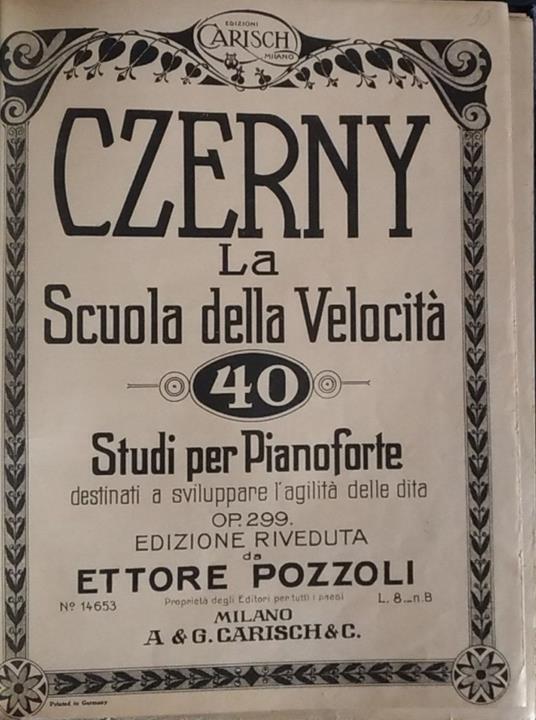 EDIZIONI
CARISCH
MILANO
CZERNY
La
Scuola della Velocità
40
Studi per Pianoforte
destinati a sviluppare l'agilità delle dita
OP. 299.
EDIZIONE RIVEDUTA
da
ETTORE POZZOLI
No 14653 Proprietà degli Editori per tutti i paesi L. 8._n.B
MILANO
A & G. CARISCH & C.
Printed in Germany